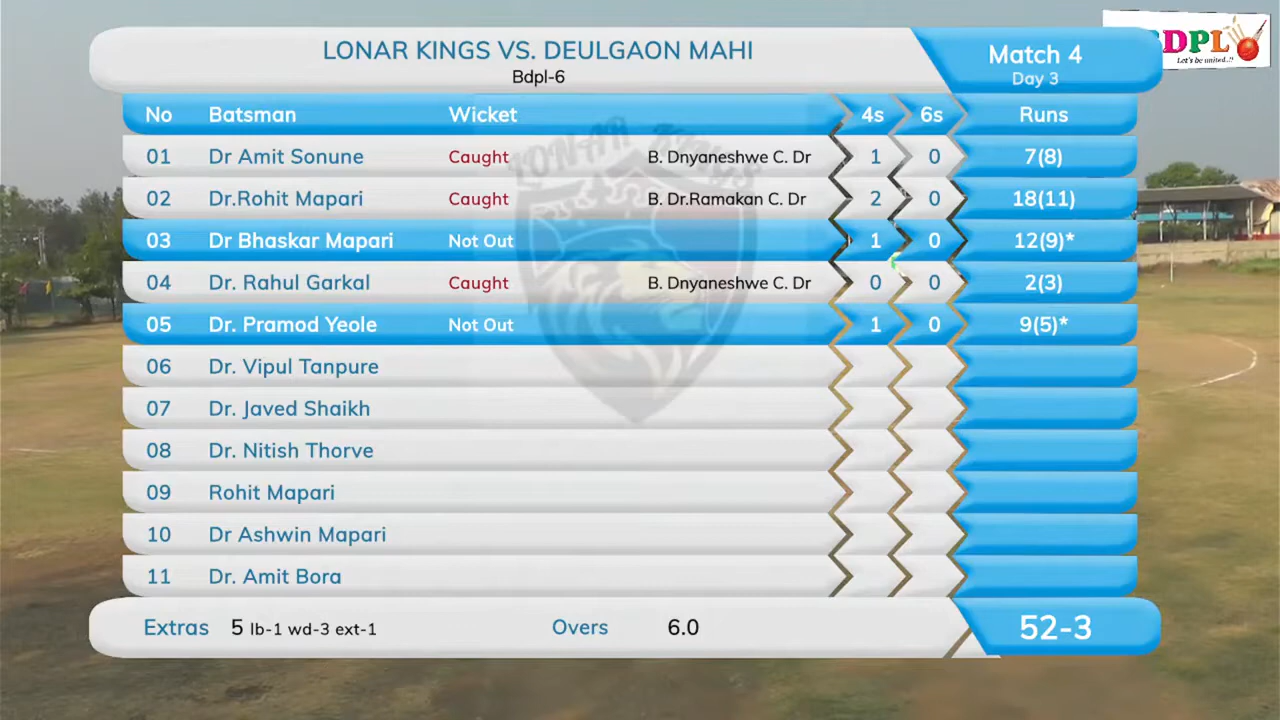 LONAR KINGS VS. DEULGAON MAHI
Bdpl-6
Match 4
Day 3
BDPL
Let's be united..!!
No Batsman Wicket 4s 6s Runs
LONAR KINGS
01 Dr Amit Sonune Caught B. Dnyaneshwe C. Dr 1 0 7(8)
02 Dr.Rohit Mapari Caught B. Dr.Ramakan C. Dr 2 0 18(11)
03 Dr Bhaskar Mapari Not Out 1 0 12(9)*
04 Dr. Rahul Garkal Caught B. Dnyaneshwe C. Dr 0 0 2(3)
05 Dr. Pramod Yeole Not Out 1 0 9(5)*
06 Dr. Vipul Tanpure
07 Dr. Javed Shaikh
08 Dr. Nitish Thorve
09 Rohit Mapari
10 Dr Ashwin Mapari
11 Dr. Amit Bora
Extras 5 lb-1 wd-3 ext-1 Overs 6.0 52-3